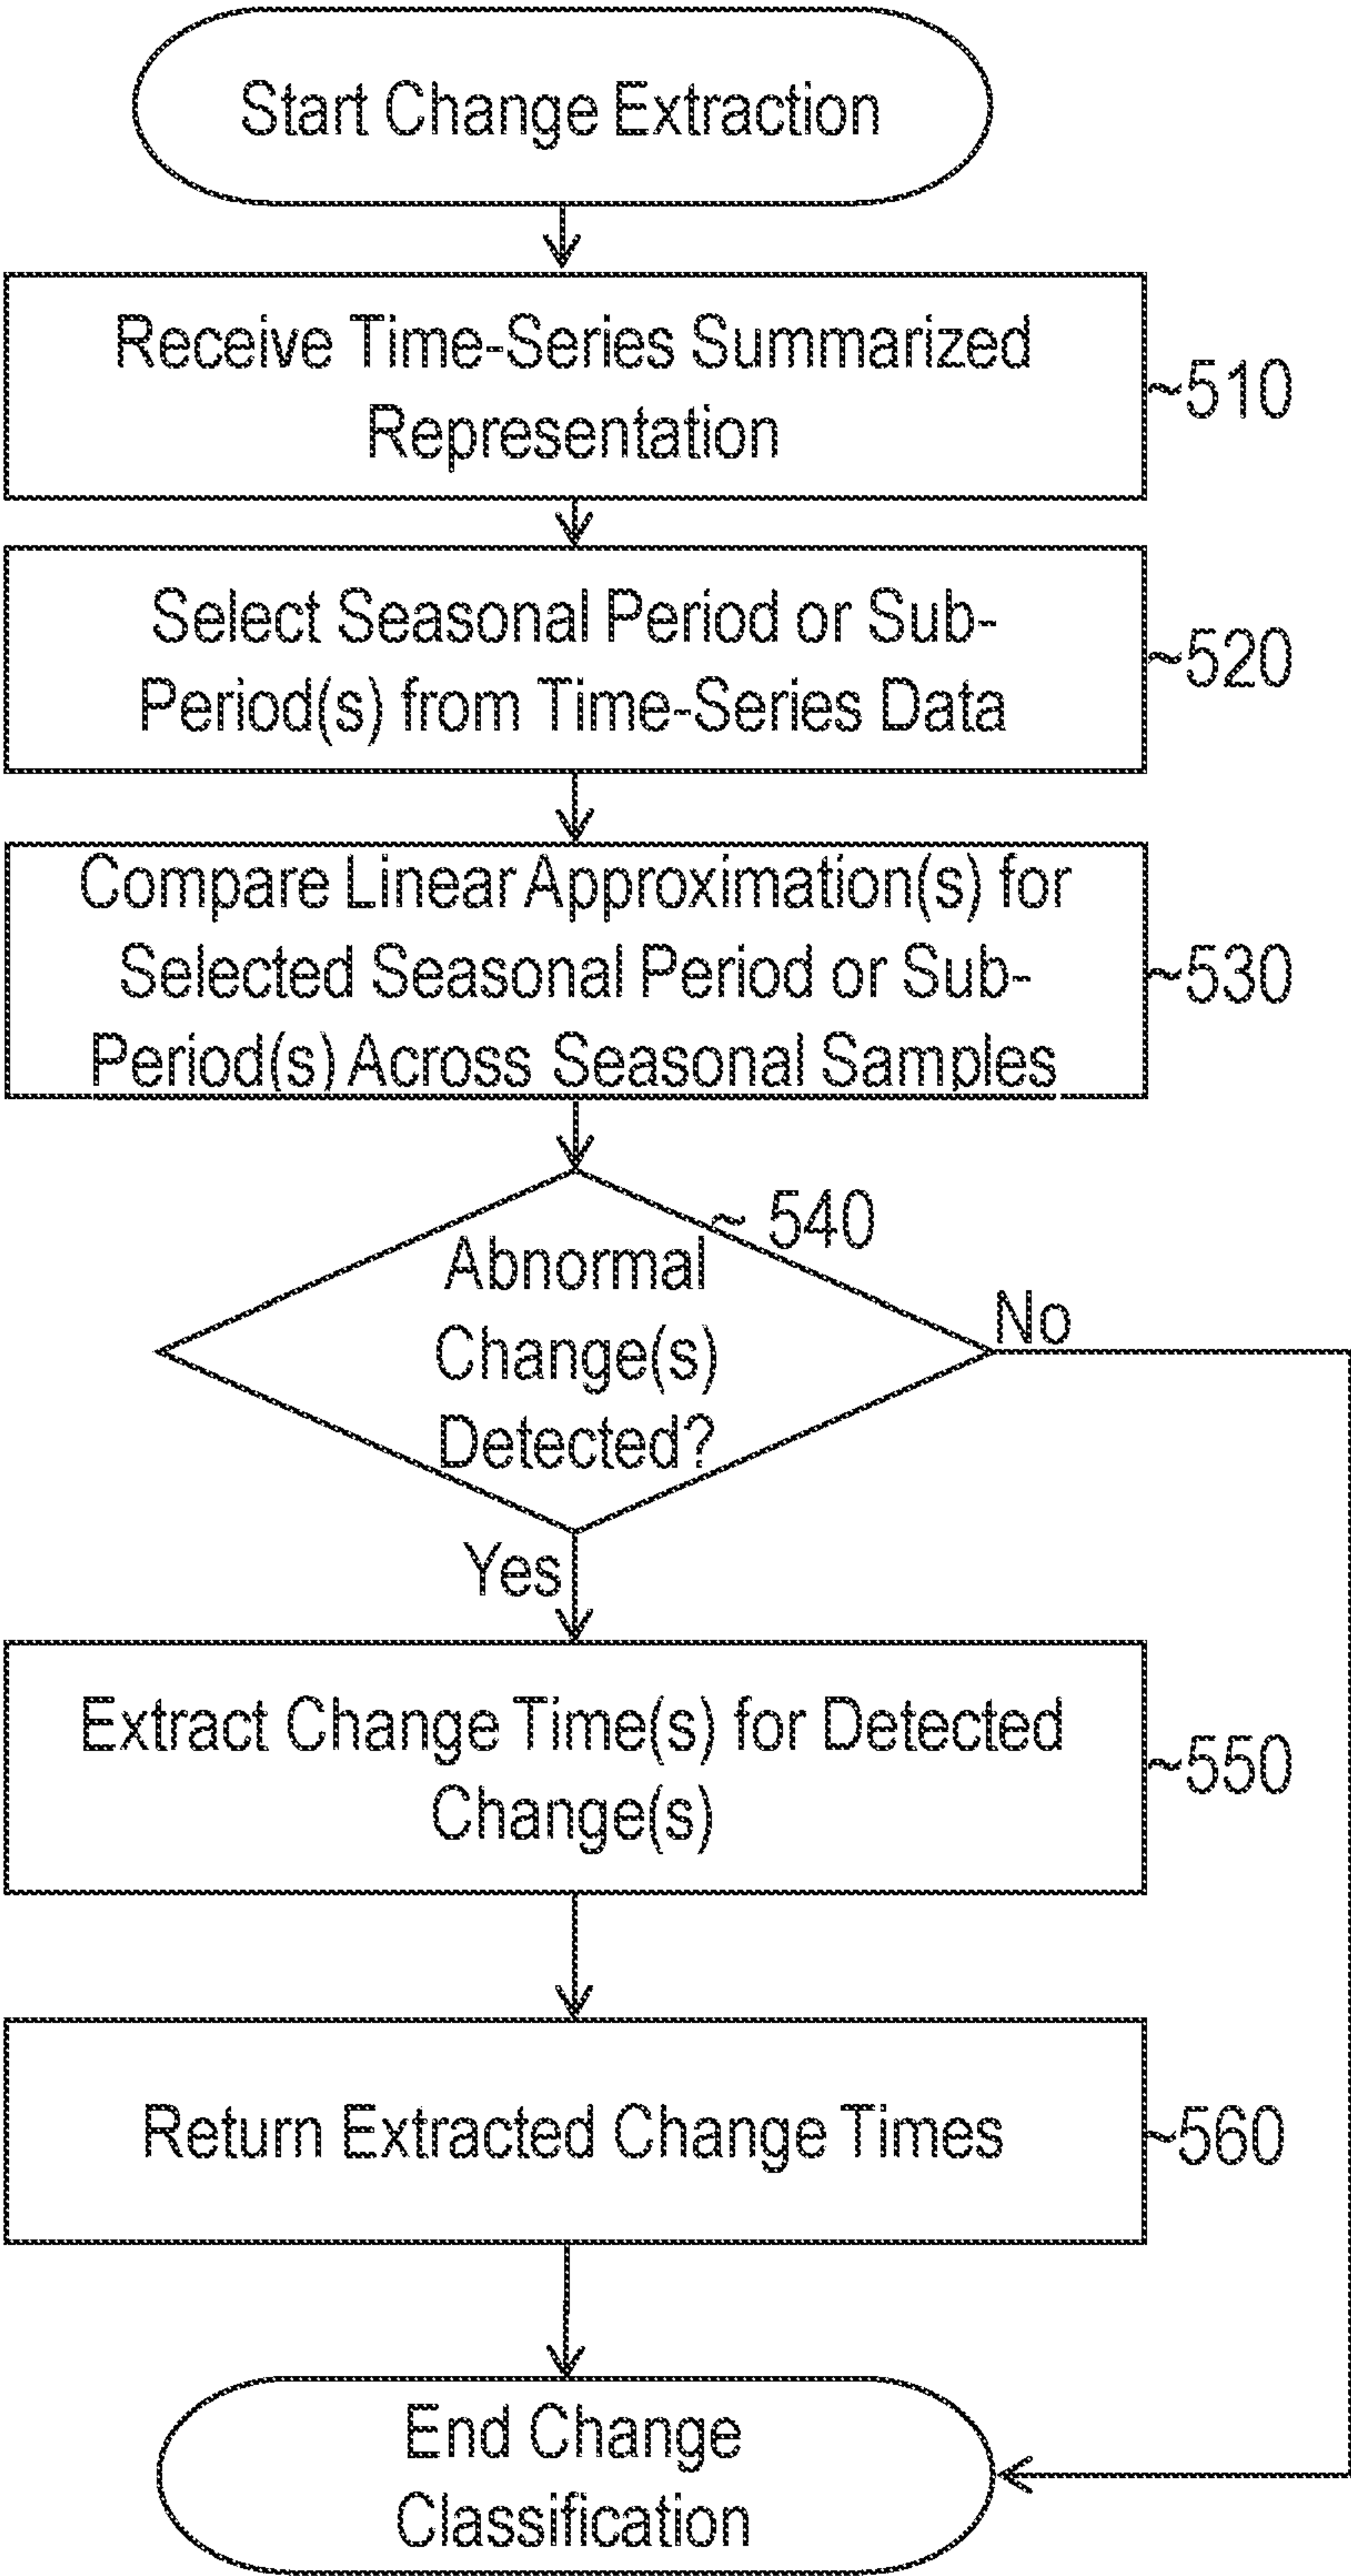 Start Change Extraction
Receive Time-Series Summarized
Representation
~510
Select Seasonal Period or Sub-
Period(s) from Time-Series Data
~520
Compare Linear Approximation(s) for
Selected Seasonal Period or Sub-
Period(s) Across Seasonal Samples
~530
~ 540
Abnormal
Change(s)
Detected?
No
Yes
Extract Change Time(s) for Detected
Change(s)
~550
Return Extracted Change Times
~560
End Change
Classification